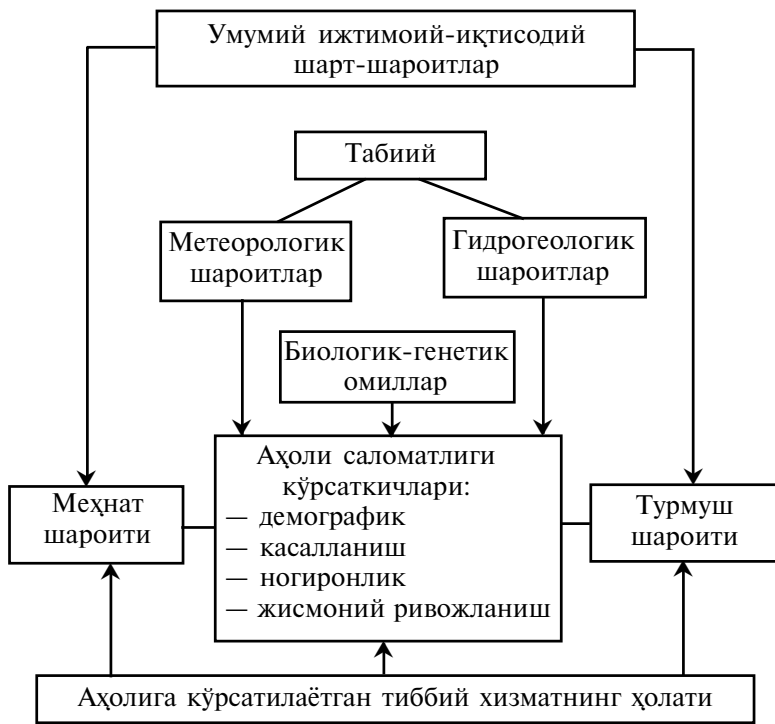 Умумий ижтимоий-иқтисодий
шарт-шароитлар
Табиий
Метеорологик
шароитлар
Гидрогеологик
шароитлар
Биологик-генетик
омиллар
Аҳоли саломатлиги
кўрсаткичлари:
— демографик
— касалланиш
— ногиронлик
— жисмоний ривожланиш
Меҳнат
шароити
Турмуш
шароити
Аҳолига кўрсатилаётган тиббий хизматнинг ҳолати